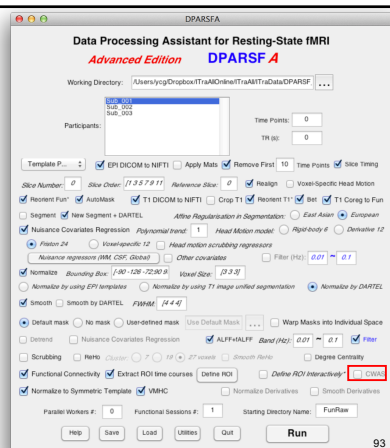 DPARSFA
Data Processing Assistant for Resting-State fMRI
Advanced Edition DPARSF A
Working Directory: /Users/ycg/Dropbox/ITraAllOnline/ITraAll/ITraData/DPARSF ...
Participants: Sub_001
Sub_002
Sub_003
Time Points: 0
TR (s): 0
Template P... EPI DICOM to NIFTI Apply Mats Remove First 10 Time Points Slice Timing
Slice Number: 0 Slice Order: [1 3 5 7 9 11 Reference Slice: 0 Realign Voxel-Specific Head Motion
Reorient Fun* AutoMask T1 DICOM to NIFTI Crop T1 Reorient T1* Bet T1 Coreg to Fun
Segment New Segment + DARTEL Affine Regularisation in Segmentation: East Asian European
Nuisance Covariates Regression Polynomial trend: 1 Head Motion model: Rigid-body 6 Derivative 12
Friston 24 Voxel-specific 12 Head motion scrubbing regressors
Nuisance regressors (WM, CSF, Global) Other covariates Filter (Hz): 0.01 ~ 0.1
Normalize Bounding Box: [-90 -126 -72;90 9 Voxel Size: [3 3 3]
Normalize by using EPI templates Normalize by using T1 image unified segmentation Normalize by DARTEL
Smooth Smooth by DARTEL FWHM: [4 4 4]
Default mask No mask User-defined mask Use Default Mask ... Warp Masks into Individual Space
Detrend Nuisance Covariates Regression ALFF+fALFF Band (Hz): 0.01 ~ 0.1 Filter
Scrubbing ReHo Cluster: 7 19 27 voxels Smooth ReHo Degree Centrality
Functional Connectivity Extract ROI time courses Define ROI Define ROI Interactively* CWAS
Normalize to Symmetric Template VMHC Normalize Derivatives Smooth Derivatives
Parallel Workers #: 0 Functional Sessions #: 1 Starting Directory Name: FunRaw
Help Save Load Utilities Quit Run
93